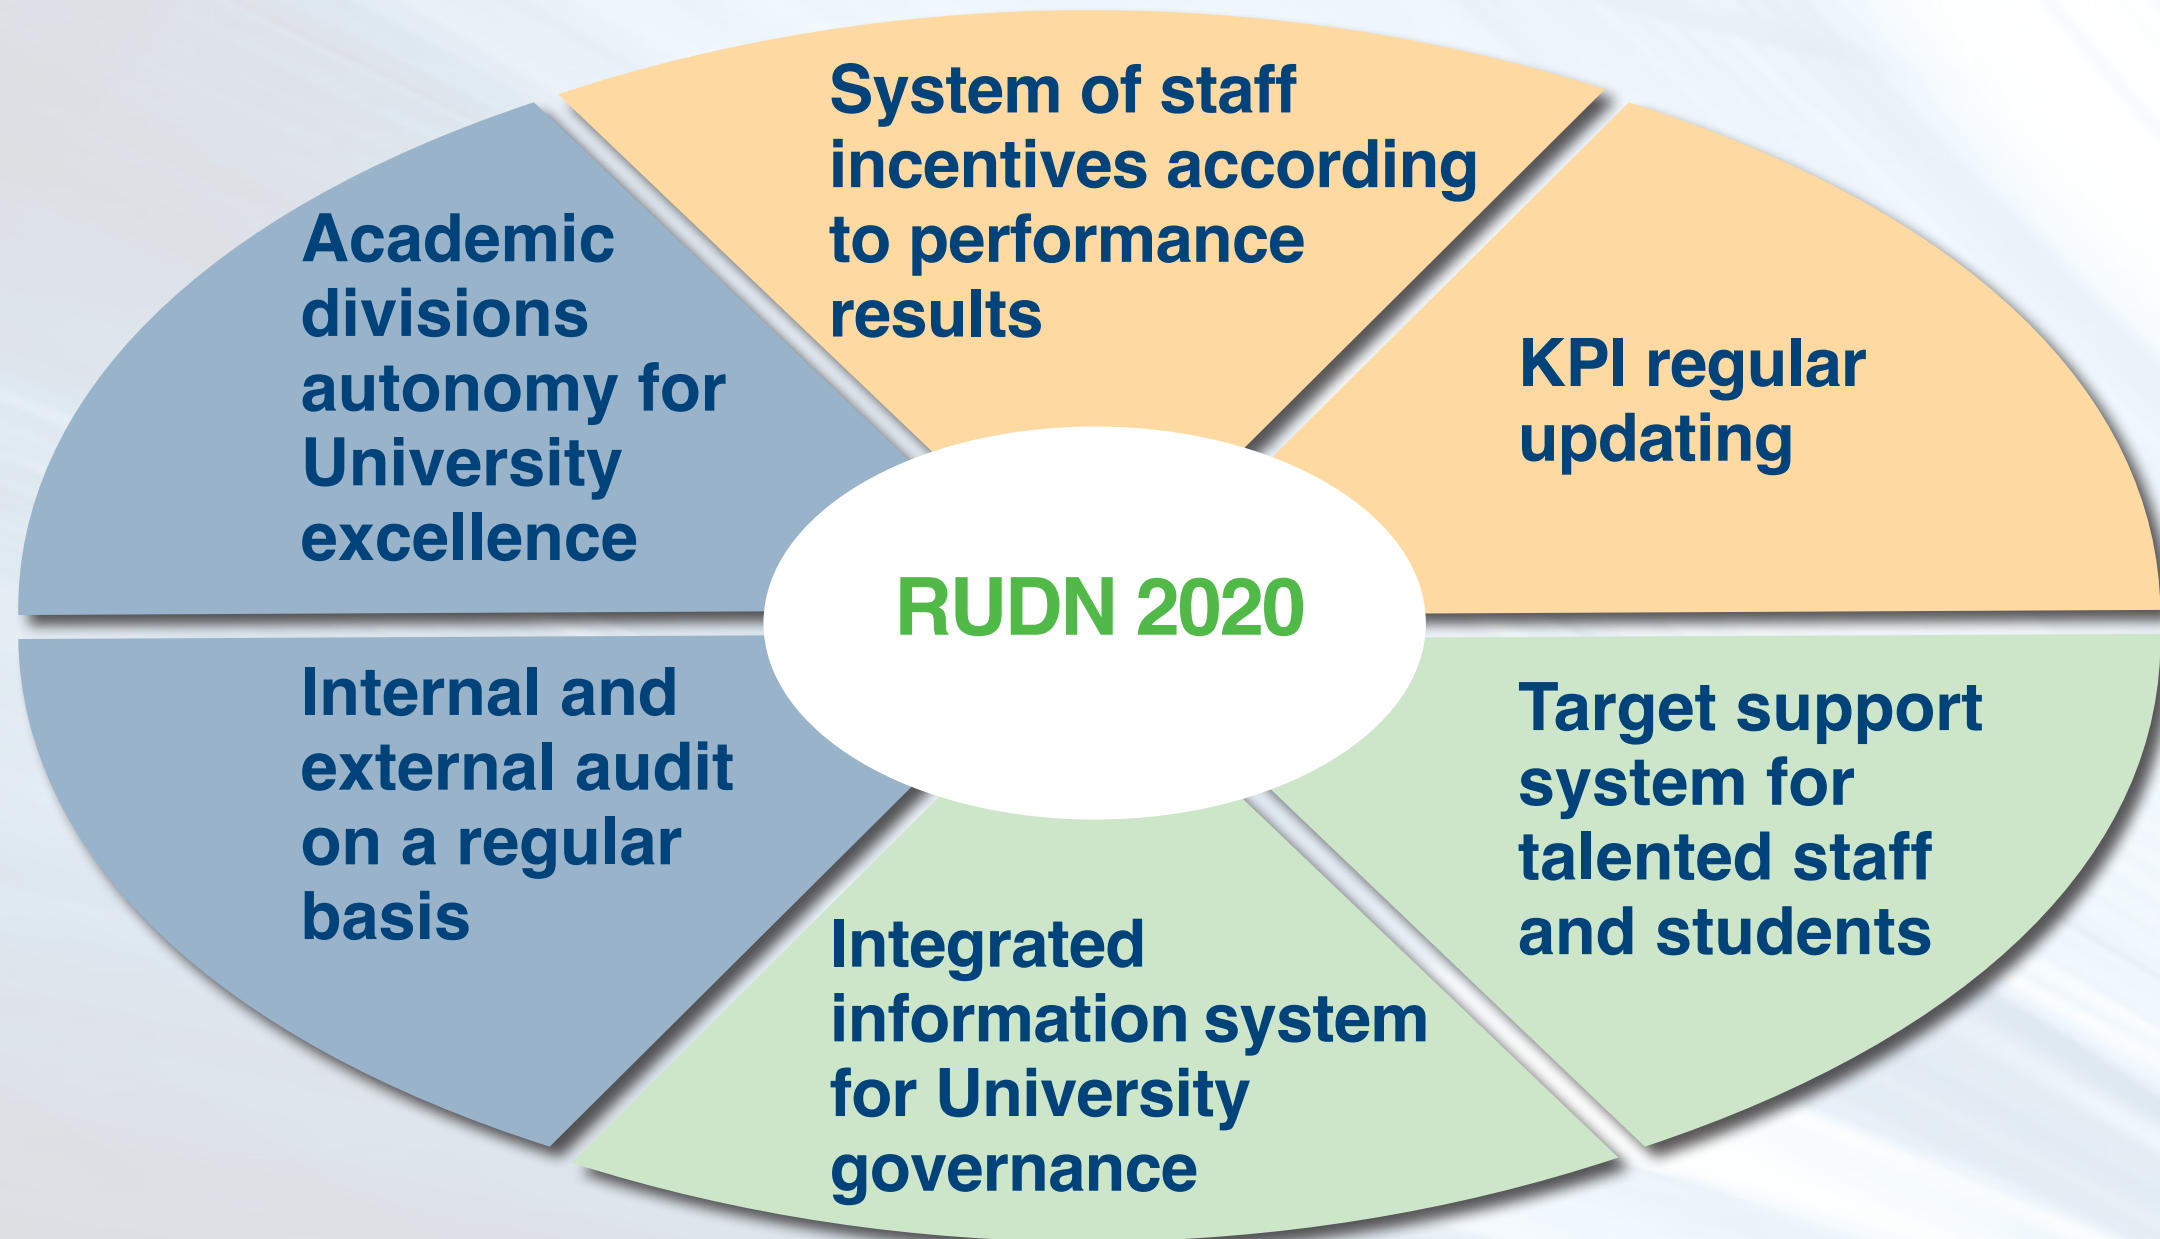 System of staff
incentives according
to performance
results
KPI regular
updating
Target support
system for
talented staff
and students
Integrated
information system
for University
governance
Internal and
external audit
on a regular
basis
Academic
divisions
autonomy for
University
excellence
RUDN 2020